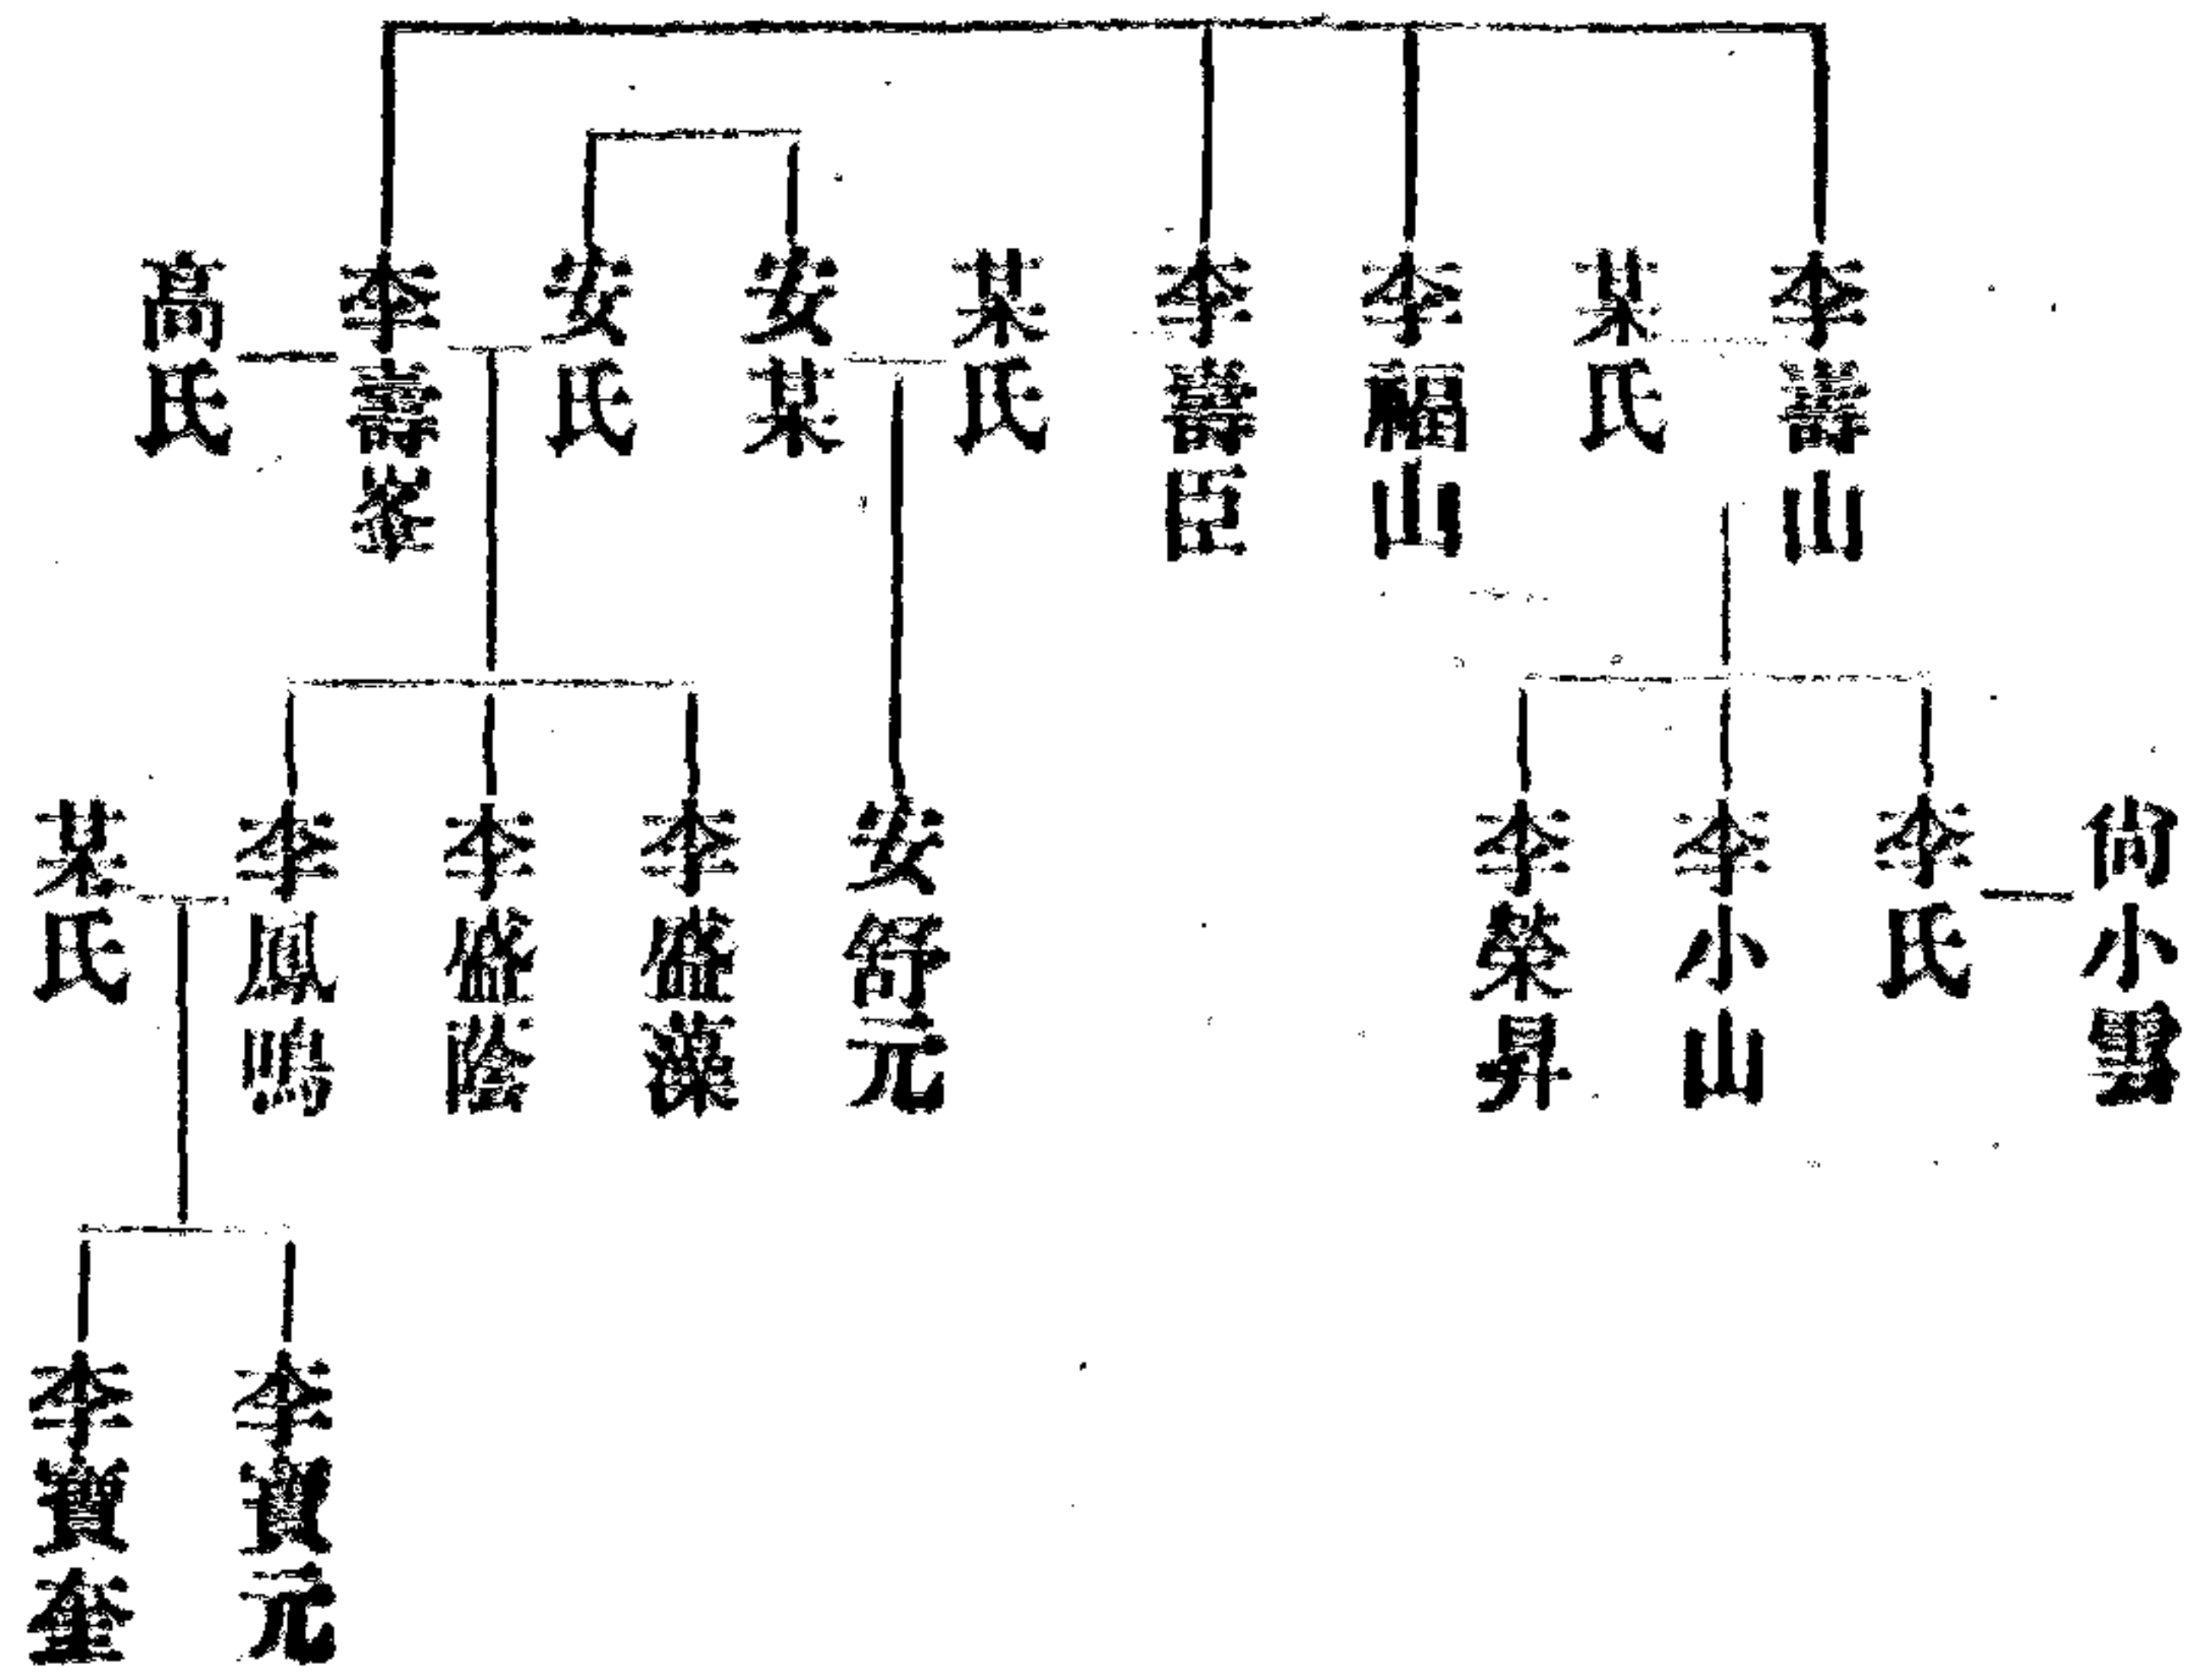 李壽山
某氏
李福山
李壽臣
某氏
安某
安氏
李壽峯
高氏
尙小雲
李氏
李小山
李榮昇
安舒元
李盛藻
李盛蔭
李鳳鳴
某氏
李寶元
李寶奎